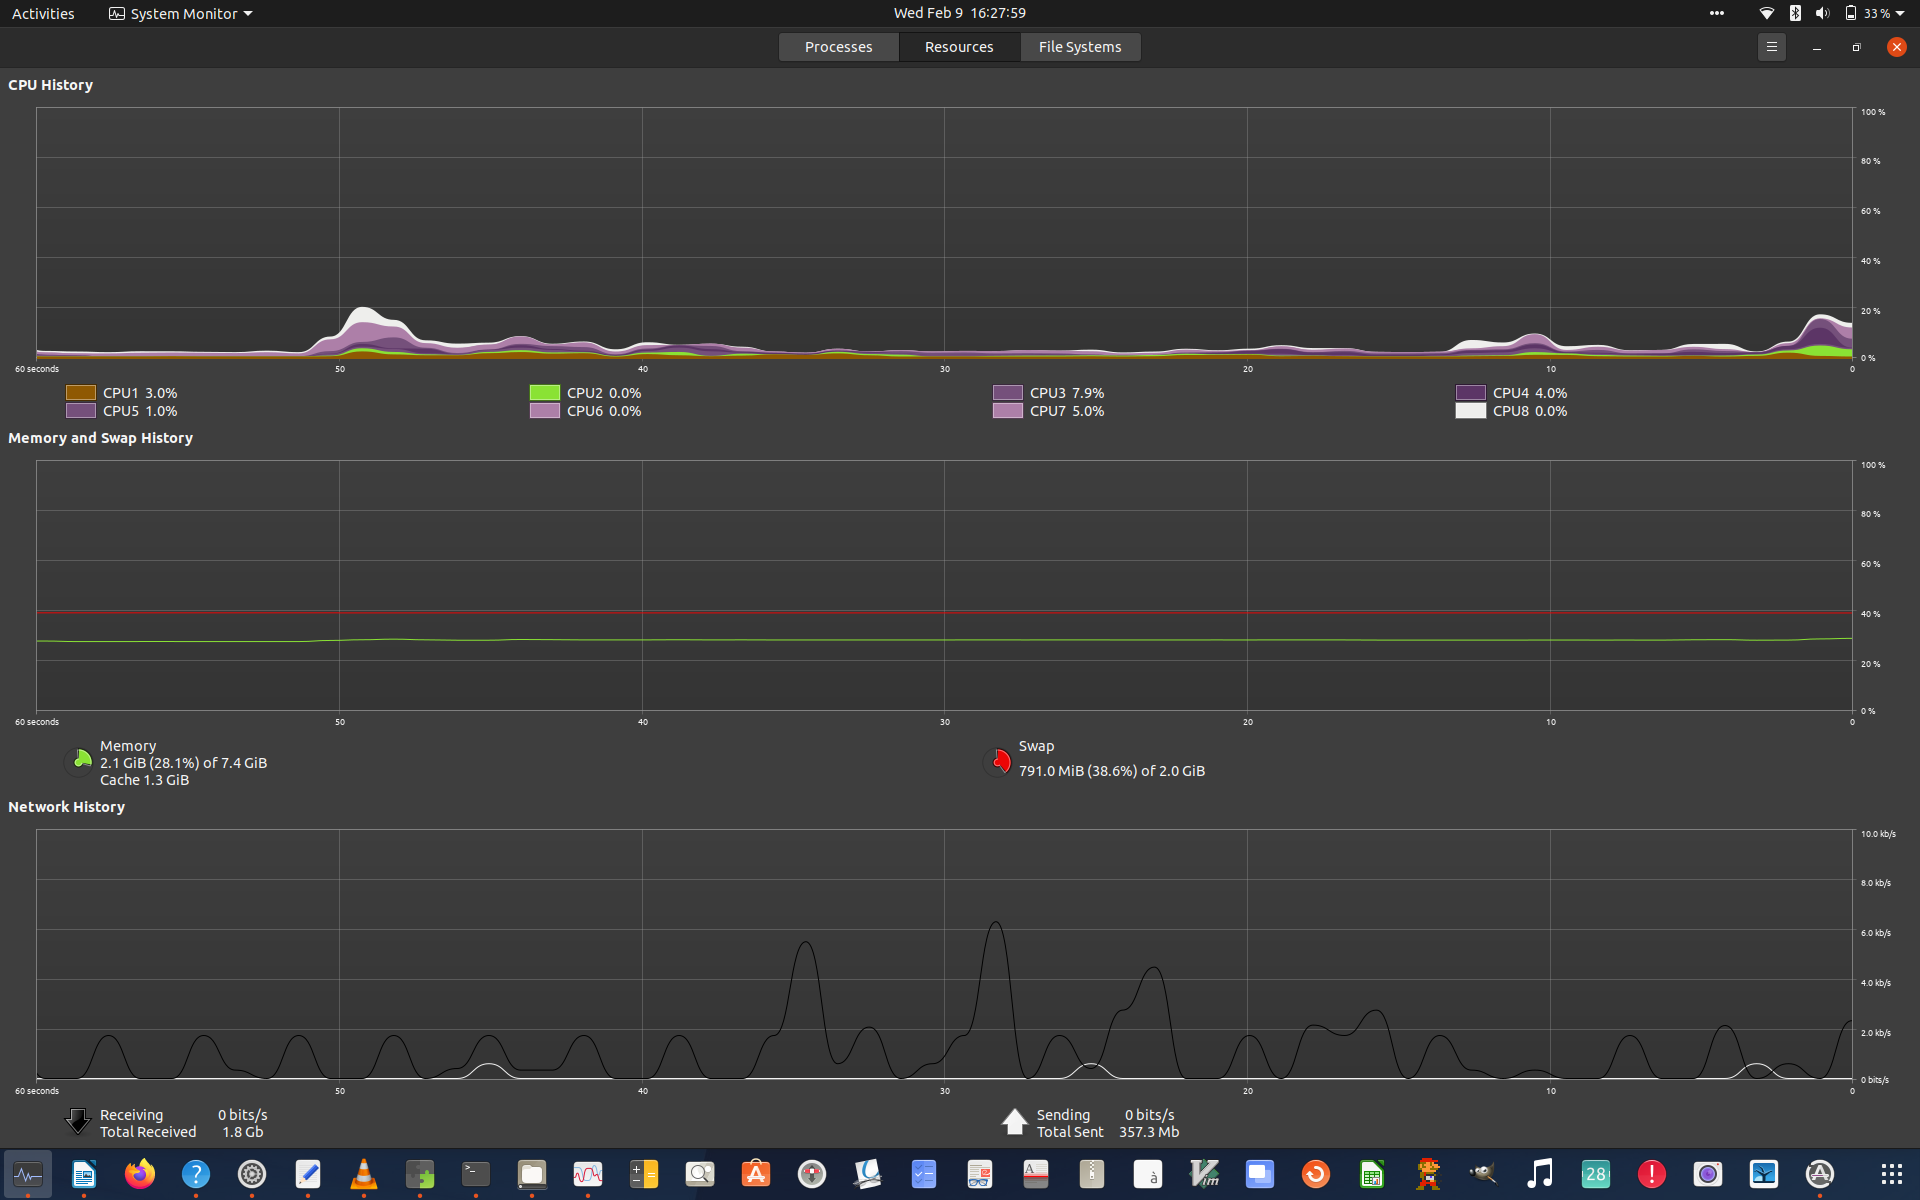 Activities System Monitor Wed Feb 9 16:27:59 33 %
Processes Resources File Systems
CPU History
100 %
80 %
60 %
40 %
20 %
0 %
60 seconds 50 40 30 20 10 0
CPU1 3.0% CPU2 0.0% CPU3 7.9% CPU4 4.0%
CPU5 1.0% CPU6 0.0% CPU7 5.0% CPU8 0.0%
Memory and Swap History
100 %
80 %
60 %
40 %
20 %
0 %
60 seconds 50 40 30 20 10 0
Memory
2.1 GiB (28.1%) of 7.4 GiB
Cache 1.3 GiB
Swap
791.0 MiB (38.6%) of 2.0 GiB
Network History
10.0 kb/s
8.0 kb/s
6.0 kb/s
4.0 kb/s
2.0 kb/s
0 bits/s
60 seconds 50 40 30 20 10 0
Receiving 0 bits/s
Total Received 1.8 Gb
Sending 0 bits/s
Total Sent 357.3 Mb
? >_ A à Vim 28 !